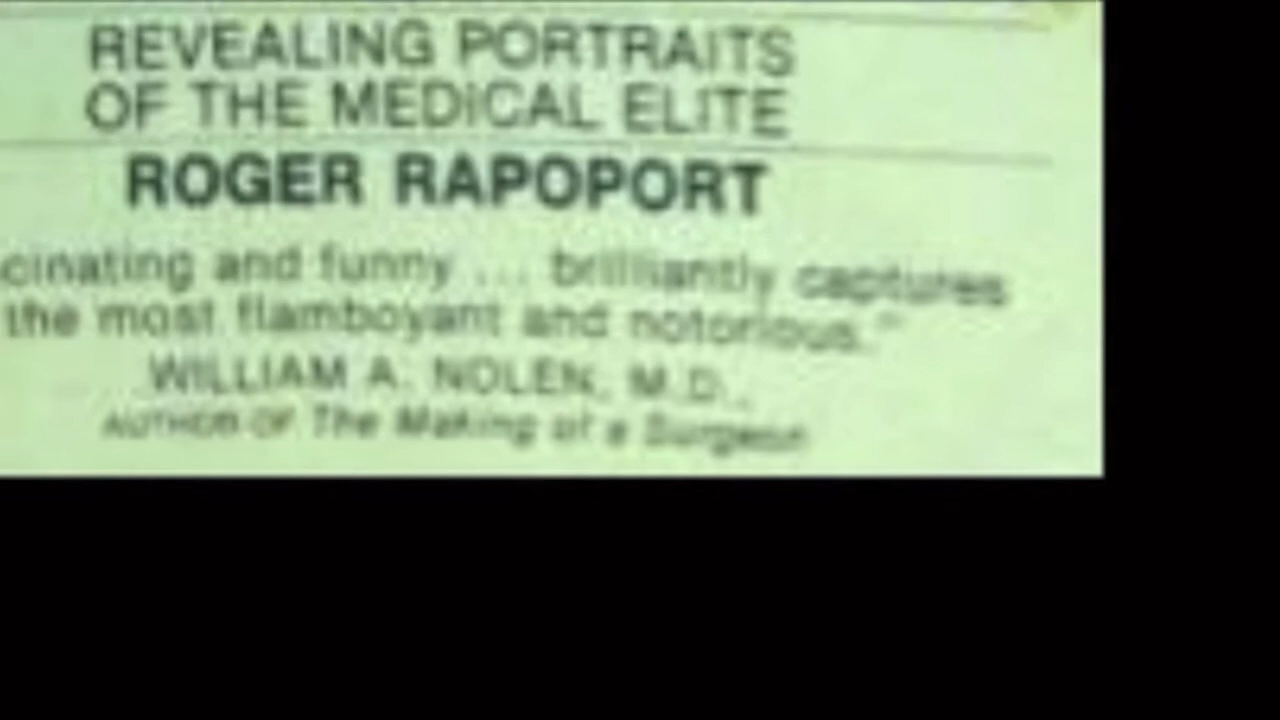 REVEALING PORTRAITS
OF THE MEDICAL ELITE
ROGER RAPOPORT
cinating and funny ... brilliantly captures
the most flamboyant and notorious."
WILLIAM A. NOLEN, M.D.,
AUTHOR OF The Making of a Surgeon